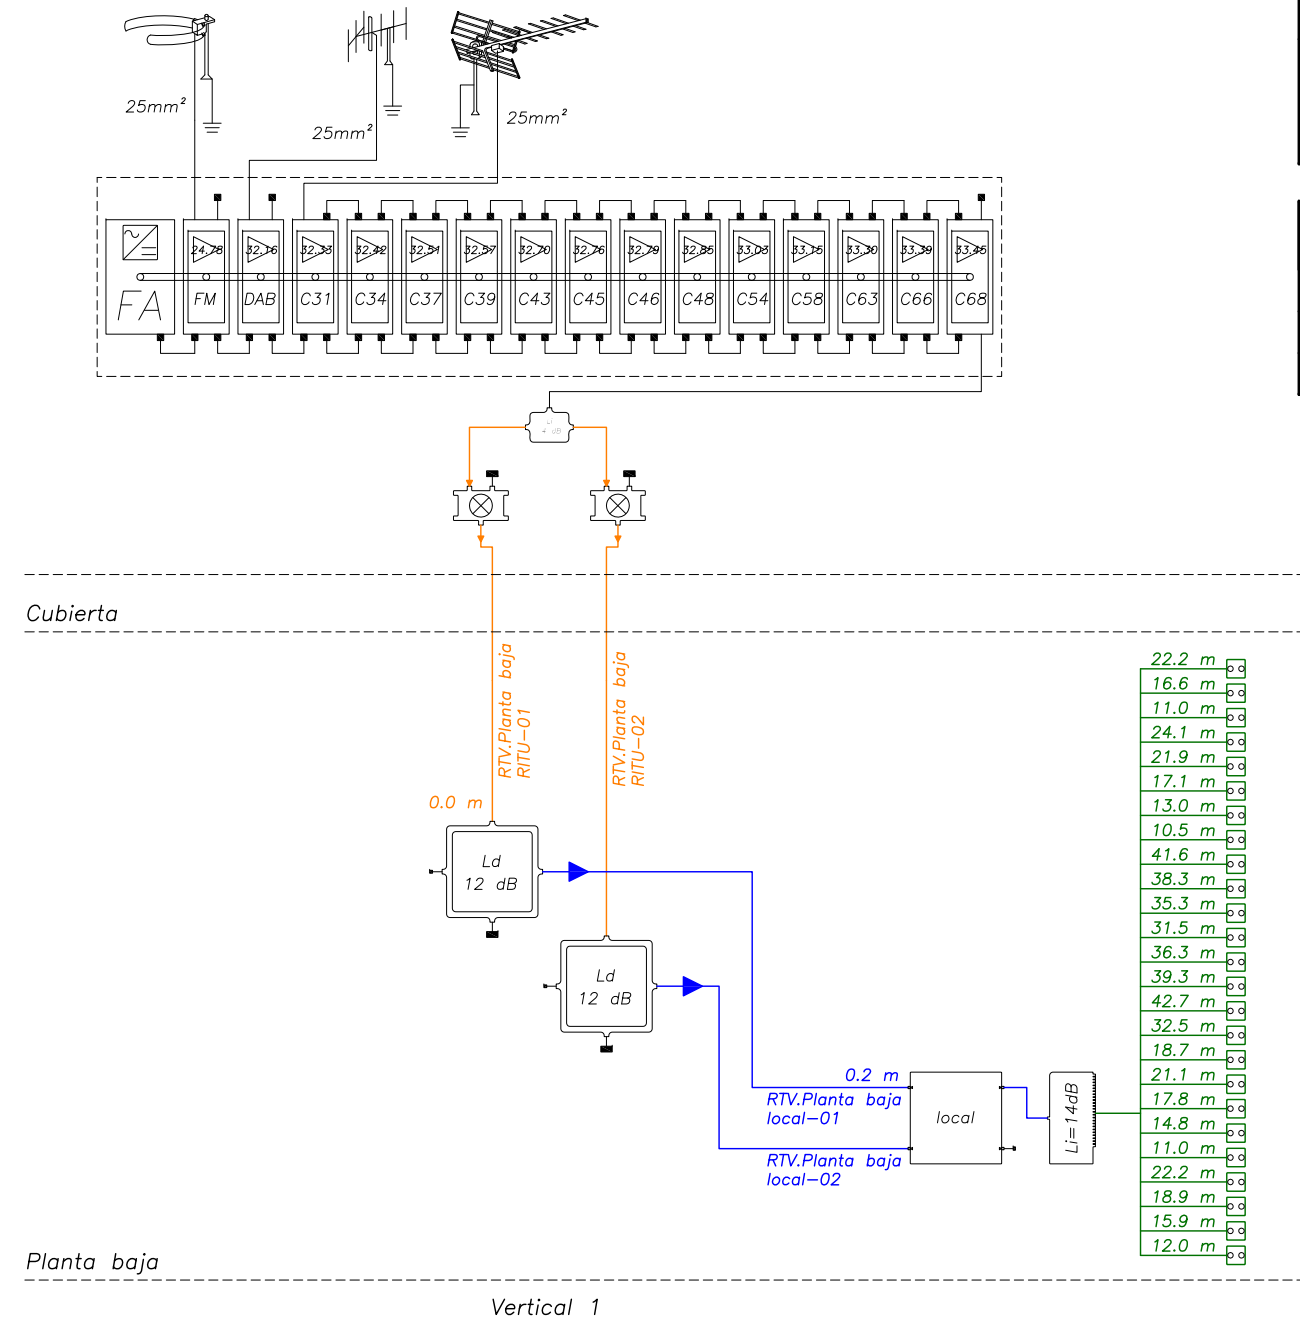 25mm²
25mm²
25mm²
24.78 32.16 32.33 32.42 32.51 32.57 32.70 32.76 32.79 32.85 33.03 33.15 33.30 33.39 33.45
FA FM DAB C31 C34 C37 C39 C43 C45 C46 C48 C54 C58 C63 C66 C68
4 dB
Cubierta
RTV.Planta baja
RITU-01
RTV.Planta baja
RITU-02
0.0 m
Ld
12 dB
Ld
12 dB
0.2 m
RTV.Planta baja
local-01
RTV.Planta baja
local-02
local
Li=14dB
22.2 m
16.6 m
11.0 m
24.1 m
21.9 m
17.1 m
13.0 m
10.5 m
41.6 m
38.3 m
35.3 m
31.5 m
36.3 m
39.3 m
42.7 m
32.5 m
18.7 m
21.1 m
17.8 m
14.8 m
11.0 m
22.2 m
18.9 m
15.9 m
12.0 m
Planta baja
Vertical 1